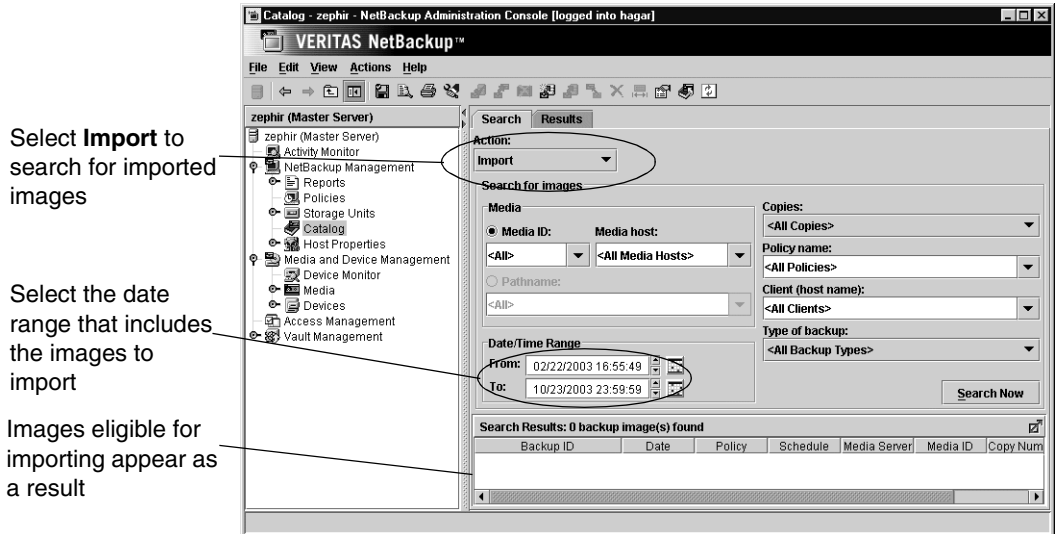 Catalog - zephir - NetBackup Administration Console [logged into hagar]
VERITAS NetBackup™
File Edit View Actions Help
zephir (Master Server)
zephir (Master Server)
Activity Monitor
NetBackup Management
Reports
Policies
Storage Units
Catalog
Host Properties
Media and Device Management
Device Monitor
Media
Devices
Access Management
Vault Management
Search Results
Action:
Import
Search for images
Media
Media ID: Media host:
<All> <All Media Hosts>
Pathname:
<All>
Date/Time Range
From: 02/22/2003 16:55:49
To: 10/23/2003 23:59:59
Copies:
<All Copies>
Policy name:
<All Policies>
Client (host name):
<All Clients>
Type of backup:
<All Backup Types>
Search Now
Search Results: 0 backup image(s) found
Backup ID Date Policy Schedule Media Server Media ID Copy Num
Select Import to
search for imported
images
Select the date
range that includes
the images to
import
Images eligible for
importing appear as
a result